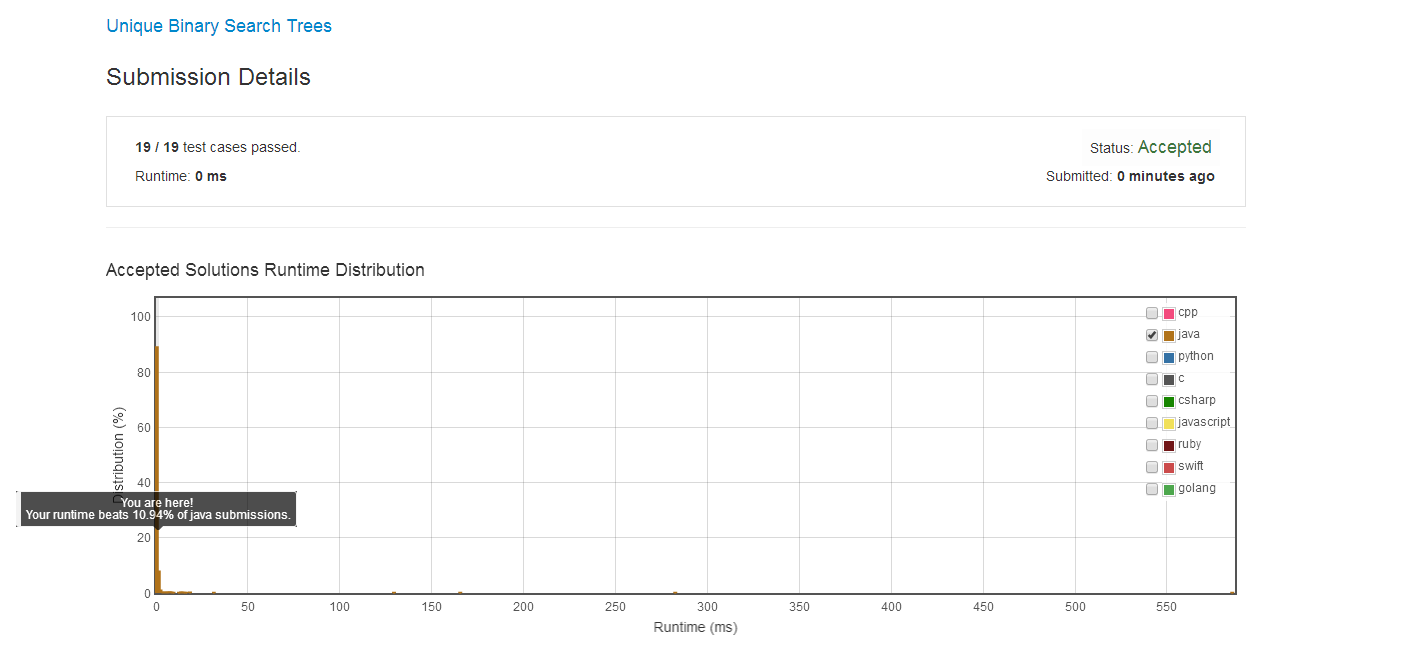 Unique Binary Search Trees
Submission Details
19 / 19 test cases passed.
Status: Accepted
Runtime: 0 ms
Submitted: 0 minutes ago
Accepted Solutions Runtime Distribution
cpp
java
python
c
csharp
javascript
ruby
swift
golang
Distribution (%)
100
80
60
40
20
0
You are here!
Your runtime beats 10.94% of java submissions.
0 50 100 150 200 250 300 350 400 450 500 550
Runtime (ms)